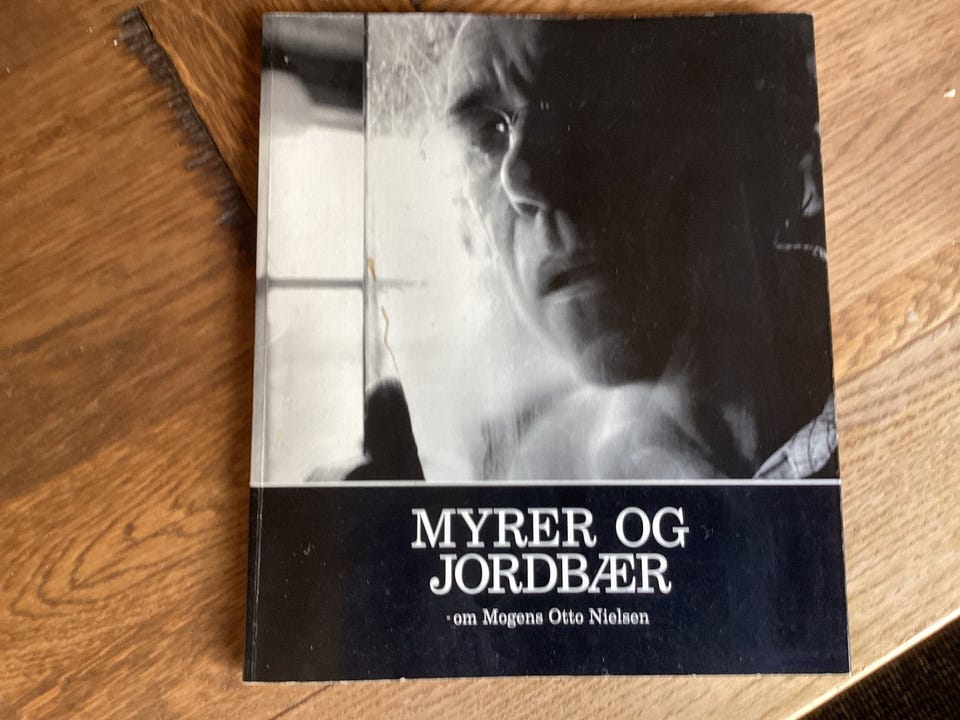 MYRER OG
JORDBÆR
-om Mogens Otto Nielsen